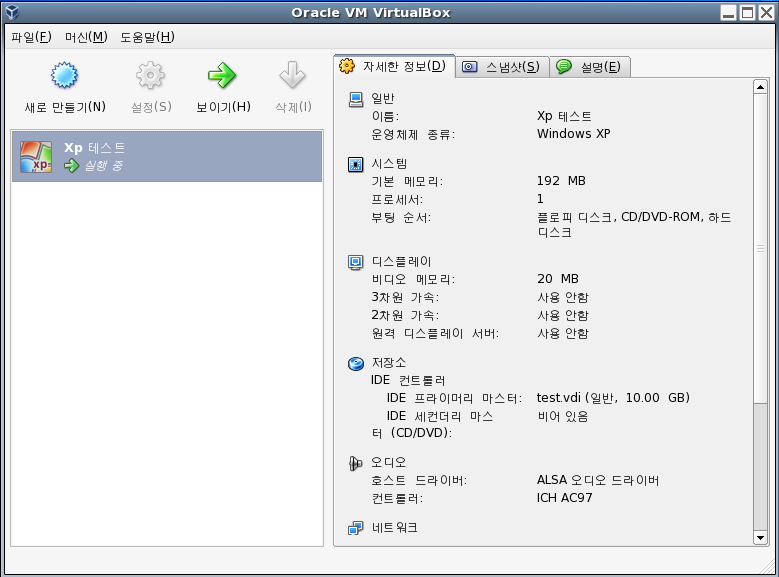 Oracle VM VirtualBox
파일(F) 머신(M) 도움말(H)
새로 만들기(N) 설정(S) 보이기(H) 삭제(I)
Xp 테스트
실행 중
자세한 정보(D) 스냅샷(S) 설명(E)
일반
이름: Xp 테스트
운영체제 종류: Windows XP
시스템
기본 메모리: 192 MB
프로세서: 1
부팅 순서: 플로피 디스크, CD/DVD-ROM, 하드
디스크
디스플레이
비디오 메모리: 20 MB
3차원 가속: 사용 안함
2차원 가속: 사용 안함
원격 디스플레이 서버: 사용 안함
저장소
IDE 컨트롤러
IDE 프라이머리 마스터: test.vdi (일반, 10.00 GB)
IDE 세컨더리 마스 비어 있음
터 (CD/DVD):
오디오
호스트 드라이버: ALSA 오디오 드라이버
컨트롤러: ICH AC97
네트워크